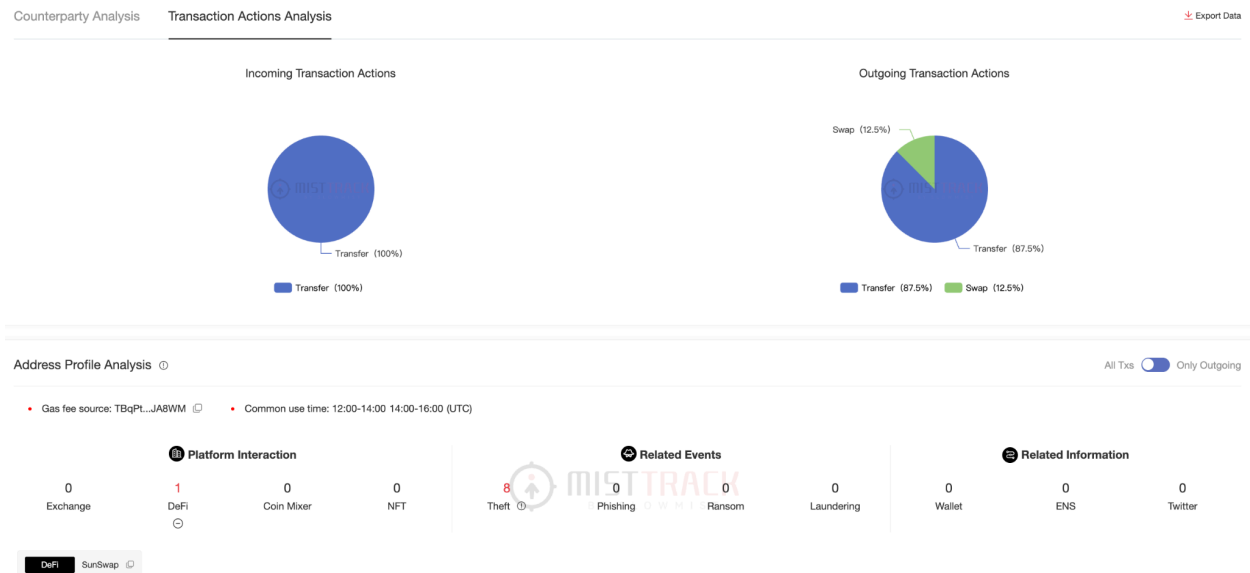 Counterparty Analysis
Transaction Actions Analysis
Export Data
Incoming Transaction Actions
Outgoing Transaction Actions
Swap (12.5%)
MISTTRACK
MISTTRACK
Transfer (100%)
Transfer (87.5%)
Transfer (100%)
Transfer (87.5%) Swap (12.5%)
Address Profile Analysis
All Txs Only Outgoing
• Gas fee source: TBqPt...JA8WM
• Common use time: 12:00-14:00 14:00-16:00 (UTC)
Platform Interaction
Related Events
Related Information
0 1 0 0 8 0 0 0 0 0 0
MISTTRACK
Exchange DeFi Coin Mixer NFT Theft Phishing Ransom Laundering Wallet ENS Twitter
DeFi SunSwap